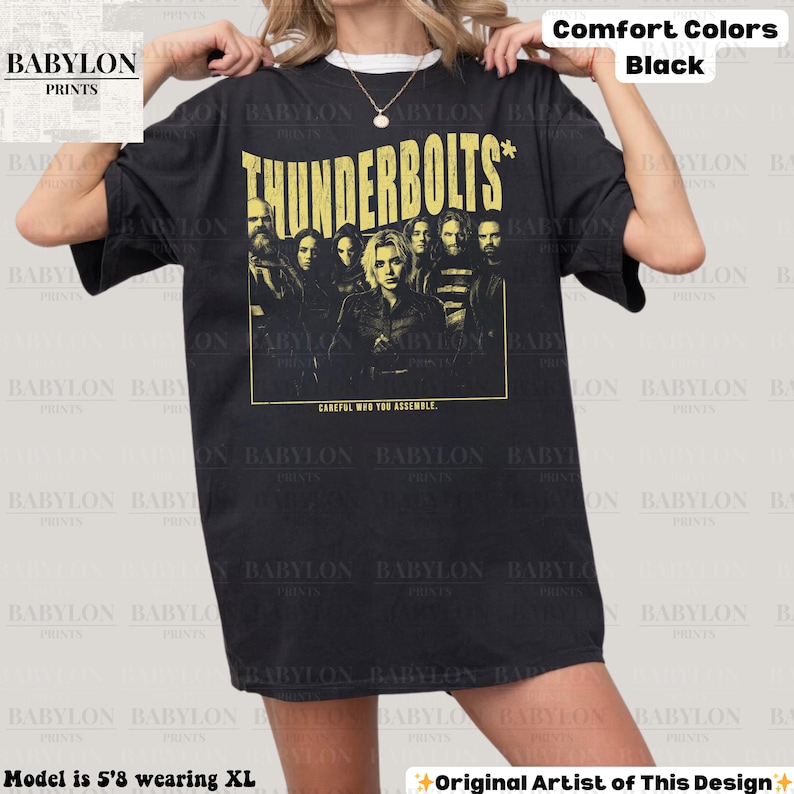 BABYLON
PRINTS
Comfort Colors
Black
THUNDERBOLTS*
CAREFUL WHO YOU ASSEMBLE.
Model is 5'8 wearing XL
✨Original Artist of This Design✨